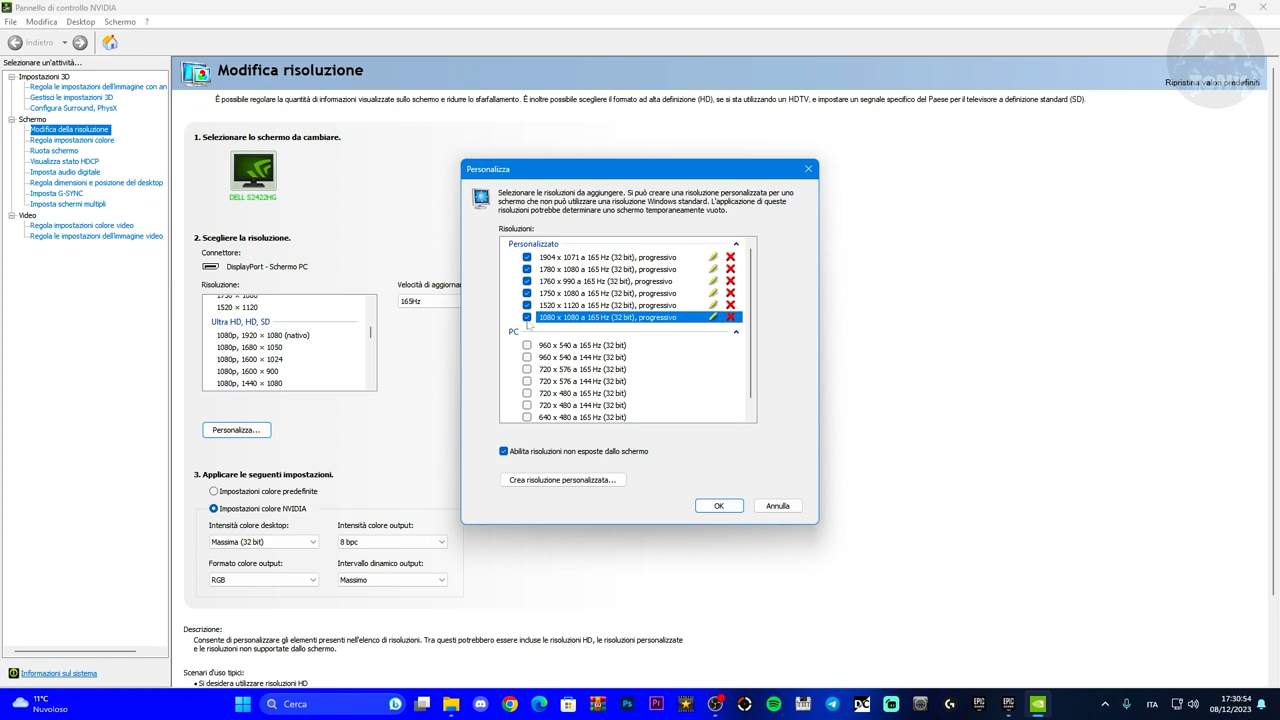 Pannello di controllo NVIDIA
File Modifica Desktop Schermo ?
Indietro
Selezionare un'attività...
Impostazioni 3D
Regola le impostazioni dell'immagine con an
Gestisci le impostazioni 3D
Configura Surround, PhysX
Schermo
Modifica della risoluzione
Regola impostazioni colore
Ruota schermo
Visualizza stato HDCP
Imposta audio digitale
Regola dimensioni e posizione del desktop
Imposta G-SYNC
Imposta schermi multipli
Video
Regola impostazioni colore video
Regola le impostazioni dell'immagine video
Informazioni sul sistema
Modifica risoluzione
Ripristina valori predefiniti
È possibile regolare la quantità di informazioni visualizzate sullo schermo e ridurre lo sfarfallamento. È inoltre possibile scegliere il formato ad alta definizione (HD), se si sta utilizzando un HDTV, e impostare un segnale specifico del Paese per il televisore a definizione standard (SD).
1. Selezionare lo schermo da cambiare.
DELL S2422HG
2. Scegliere la risoluzione.
Connettore:
DisplayPort - Schermo PC
Risoluzione:
Velocità di aggiornam
165Hz
1750 × 1080
1520 × 1120
Ultra HD, HD, SD
1080p, 1920 × 1080 (nativo)
1080p, 1680 × 1050
1080p, 1600 × 1024
1080p, 1600 × 900
1080p, 1440 × 1080
Personalizza...
3. Applicare le seguenti impostazioni.
Impostazioni colore predefinite
Impostazioni colore NVIDIA
Intensità colore desktop:
Intensità colore output:
Massima (32 bit)
8 bpc
Formato colore output:
Intervallo dinamico output:
RGB
Massimo
Descrizione:
Consente di personalizzare gli elementi presenti nell'elenco di risoluzioni. Tra questi potrebbero essere incluse le risoluzioni HD, le risoluzioni personalizzate
e le risoluzioni non supportate dallo schermo.
Scenari d'uso tipici:
• Si desidera utilizzare risoluzioni HD
Personalizza
Selezionare le risoluzioni da aggiungere. Si può creare una risoluzione personalizzata per uno
schermo che non può utilizzare una risoluzione Windows standard. L'applicazione di queste
risoluzioni potrebbe determinare uno schermo temporaneamente vuoto.
Risoluzioni:
Personalizzato
1904 x 1071 a 165 Hz (32 bit), progressivo
1780 x 1080 a 165 Hz (32 bit), progressivo
1760 x 990 a 165 Hz (32 bit), progressivo
1750 x 1080 a 165 Hz (32 bit), progressivo
1520 x 1120 a 165 Hz (32 bit), progressivo
1080 x 1080 a 165 Hz (32 bit), progressivo
PC
960 x 540 a 165 Hz (32 bit)
960 x 540 a 144 Hz (32 bit)
720 x 576 a 165 Hz (32 bit)
720 x 576 a 144 Hz (32 bit)
720 x 480 a 165 Hz (32 bit)
720 x 480 a 144 Hz (32 bit)
640 x 480 a 165 Hz (32 bit)
Abilita risoluzioni non esposte dallo schermo
Crea risoluzione personalizzata...
OK
Annulla
11°C
Nuvoloso
Cerca
17:30:54
08/12/2023